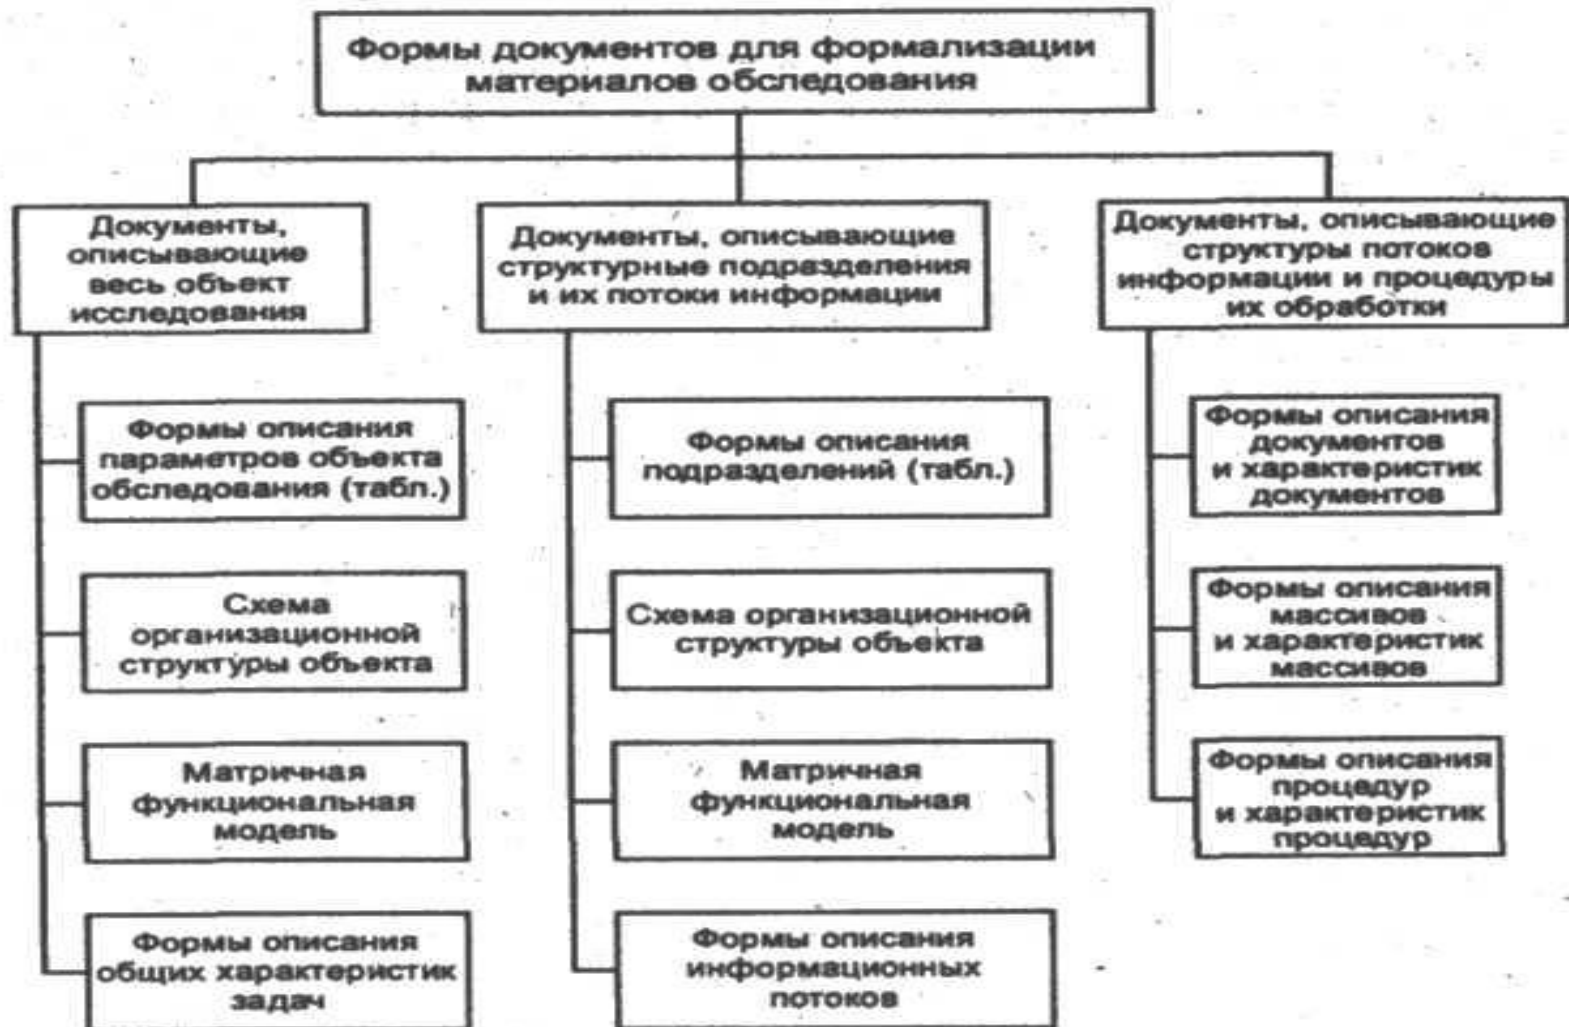 Формы документов для формализации
материалов обследования
Документы,
описывающие
весь объект
исследования
Формы описания
параметров объекта
обследования (табл.)
Схема
организационной
структуры объекта
Матричная
функциональная
модель
Формы описания
общих характеристик
задач
Документы, описывающие
структурные подразделения
и их потоки информации
Формы описания
подразделений (табл.)
Схема организационной
структуры объекта
Матричная
функциональная
модель
Формы описания
информационных
потоков
Документы, описывающие
структуры потоков
информации и процедуры
их обработки
Формы описания
документов
и характеристик
документов
Формы описания
массивов
и характеристик
массивов
Формы описания
процедур
и характеристик
процедур